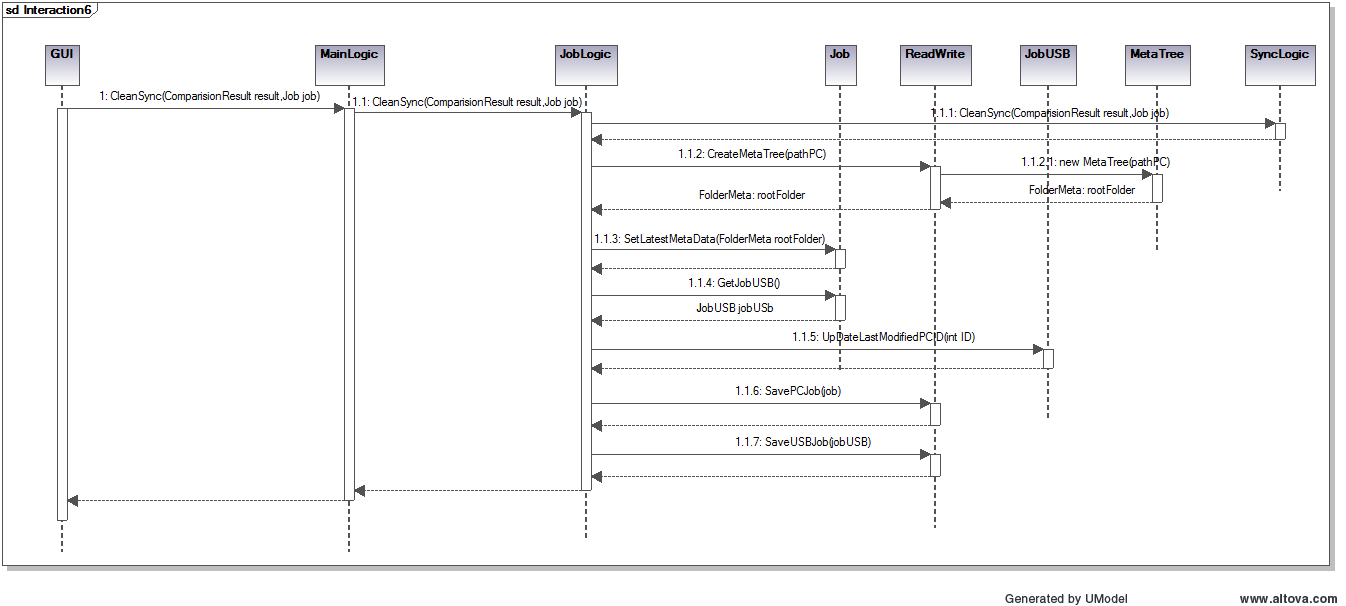 sd Interaction6
GUI
MainLogic
JobLogic
Job
ReadWrite
JobUSB
MetaTree
SyncLogic
1: CleanSync(ComparisionResult result,Job job)
1.1: CleanSync(ComparisionResult result,Job job)
1.1.1: CleanSync(ComparisionResult result,Job job)
1.1.2: CreateMetaTree(pathPC)
1.1.2.1: new MetaTree(pathPC)
FolderMeta: rootFolder
FolderMeta: rootFolder
1.1.3: SetLatestMetaData(FolderMeta rootFolder)
1.1.4: GetJobUSB()
JobUSB jobUSb
1.1.5: UpDateLastModifiedPCID(int ID)
1.1.6: SavePCJob(job)
1.1.7: SaveUSBJob(jobUSB)
Generated by UModel
www.altova.com